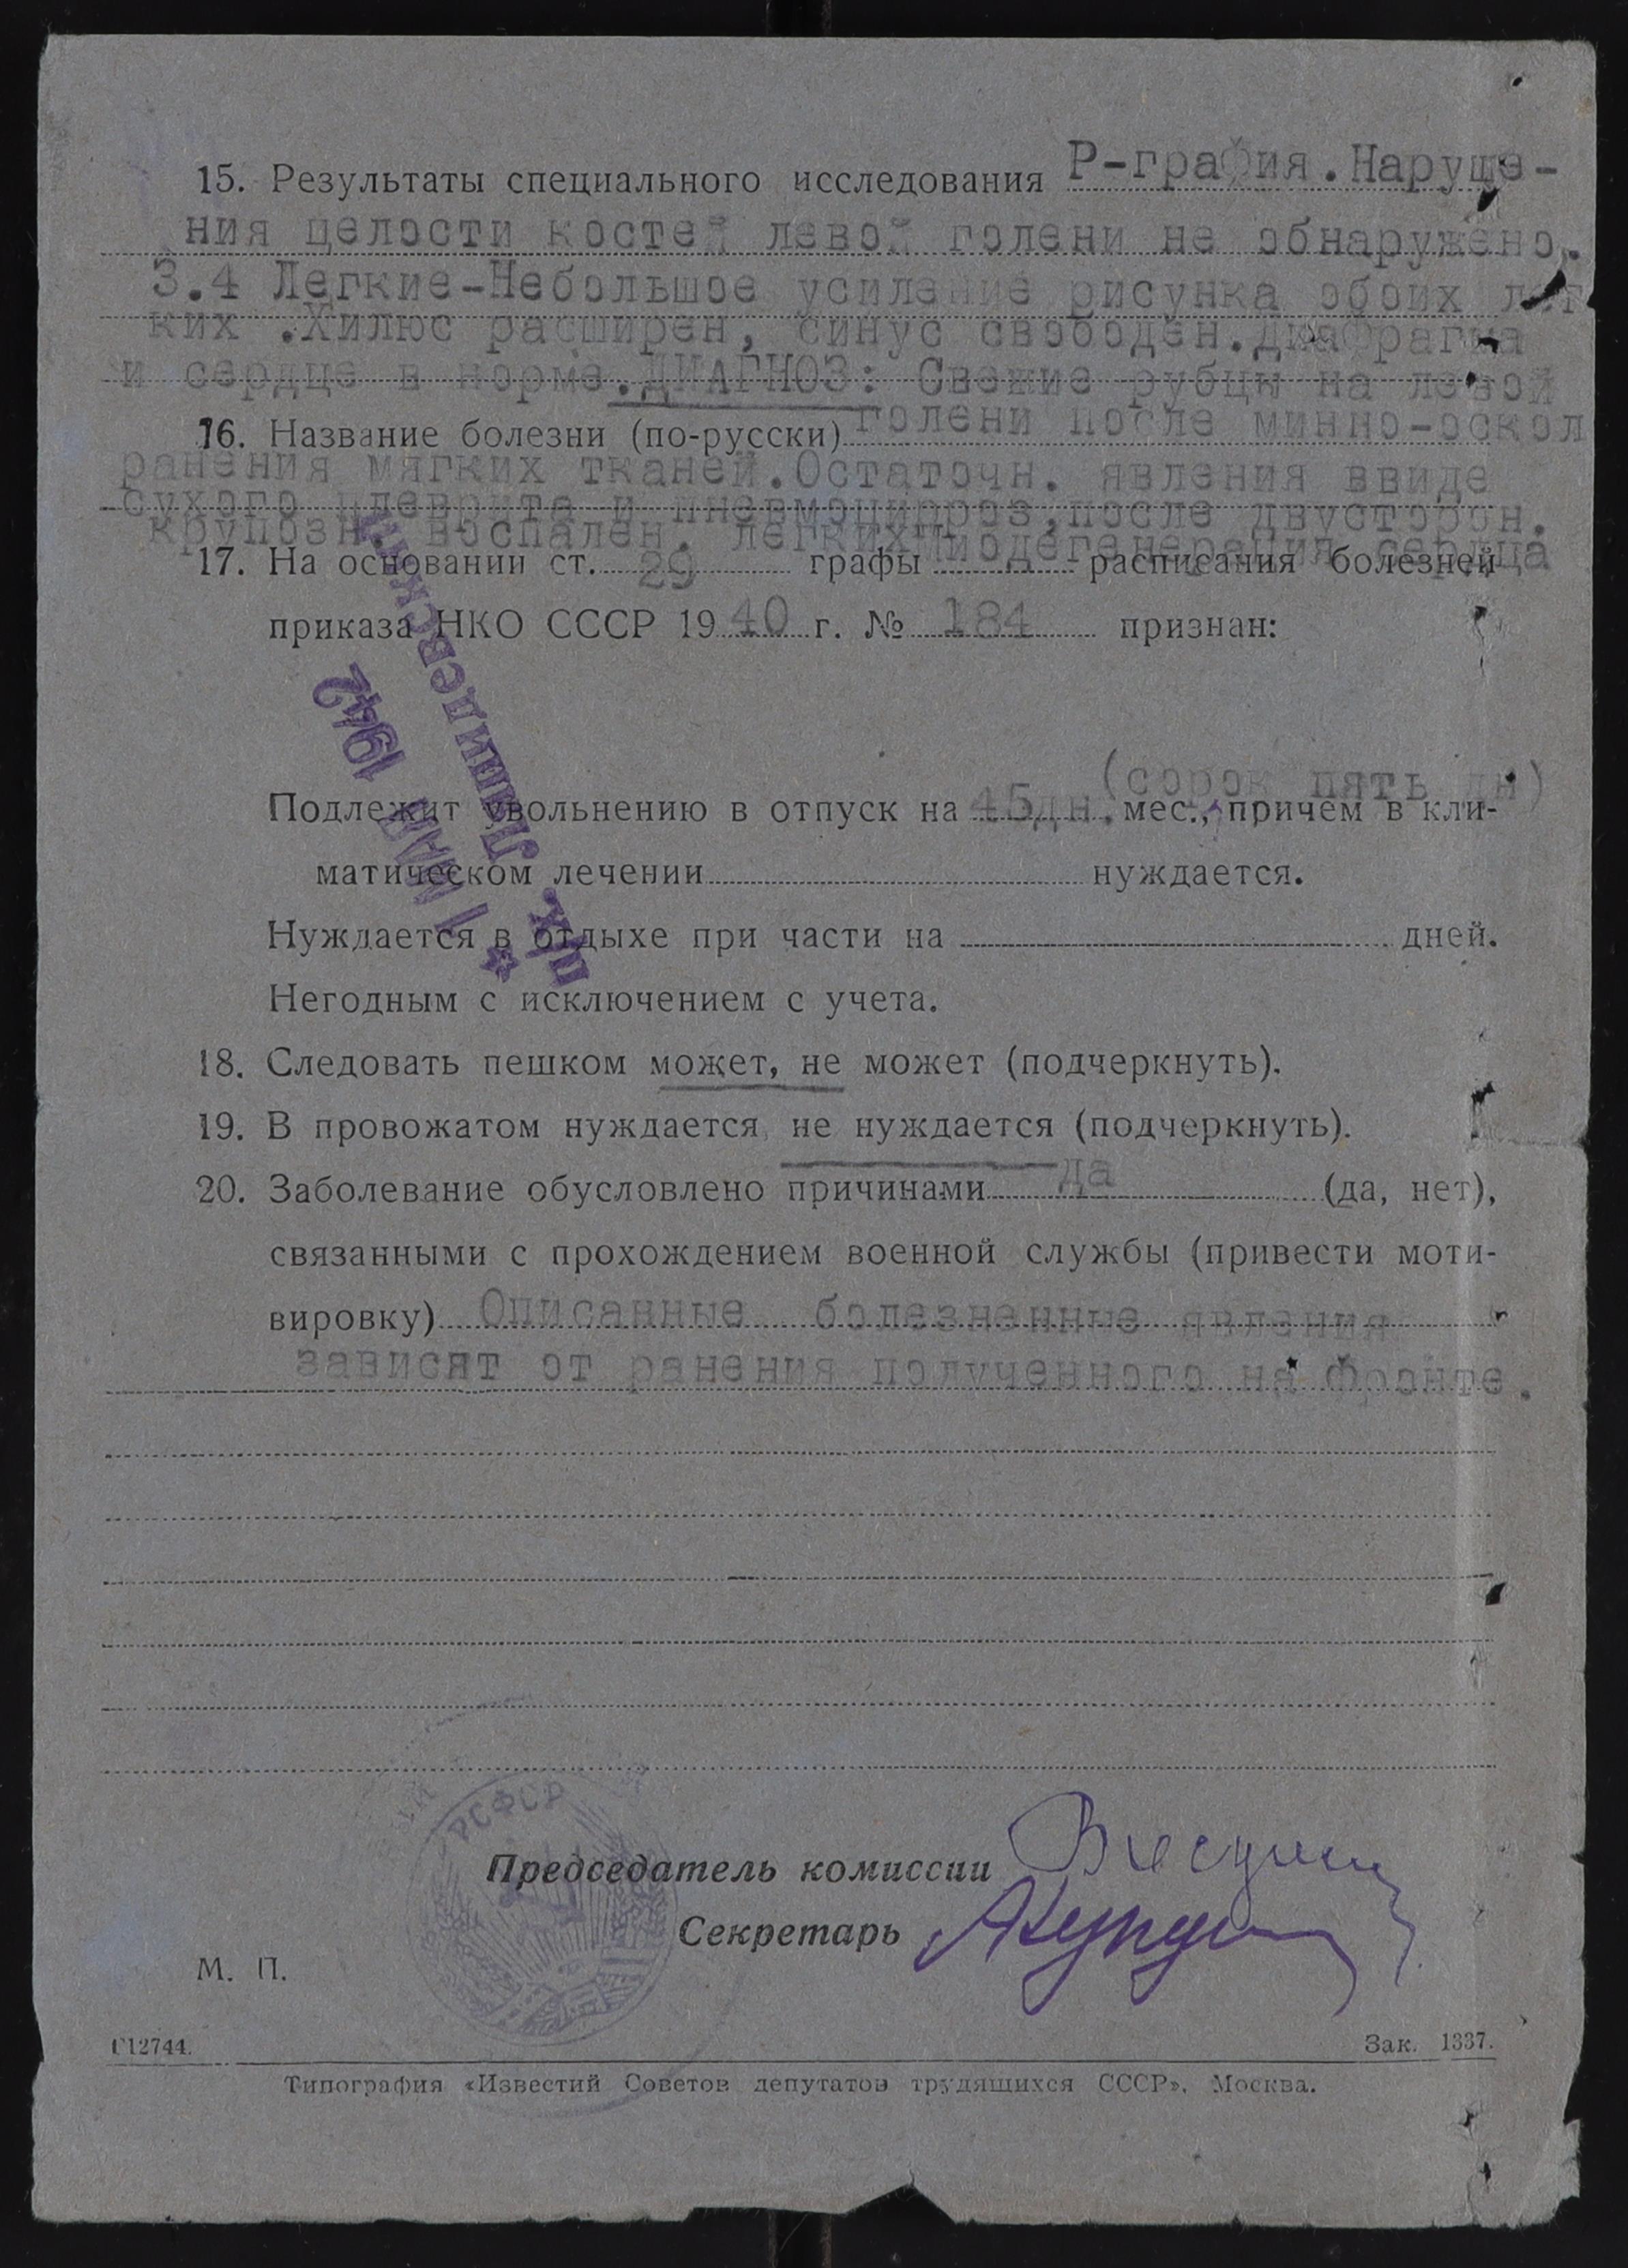 15. Результаты специального исследования Р-графия.Наруше-
ния целости костей левой голени не обнаружено.
3.4 Легкие-Небольшое усиление рисунка обоих лег
ких .Хилюс расширен, синус свободен.диафрагма
и сердце в норме.ДИАГНОЗ: Свежие рубцы на левой
16. Название болезни (по-русски) голени после минно-оскол
ранения мягких тканей.Остаточн. явления ввиде
сухого плеврита и пневмоцирроз,после двусторон.
крупозн. воспален. легких миодегенерация сердца
17. На основании ст. 29 графы расписания болезней
приказа НКО СССР 1940 г. № 184 признан:
(сорок пять дн)
Подлежит увольнению в отпуск на 45дн. мес., причем в кли-
матическом лечении нуждается.
Нуждается в отдыхе при части на дней.
Негодным с исключением с учета.
18. Следовать пешком может, не может (подчеркнуть).
19. В провожатом нуждается, не нуждается (подчеркнуть).
20. Заболевание обусловлено причинами да (да, нет),
связанными с прохождением военной службы (привести моти-
вировку) Описанные болезненные явления
зависят от ранения полученного на фронте.
1 МАЙ 1942
РСФСР
Председатель комиссии
Секретарь
М. П.
Г12744.
Зак. 1337.
Типография «Известий Советов депутатов трудящихся СССР». Москва.